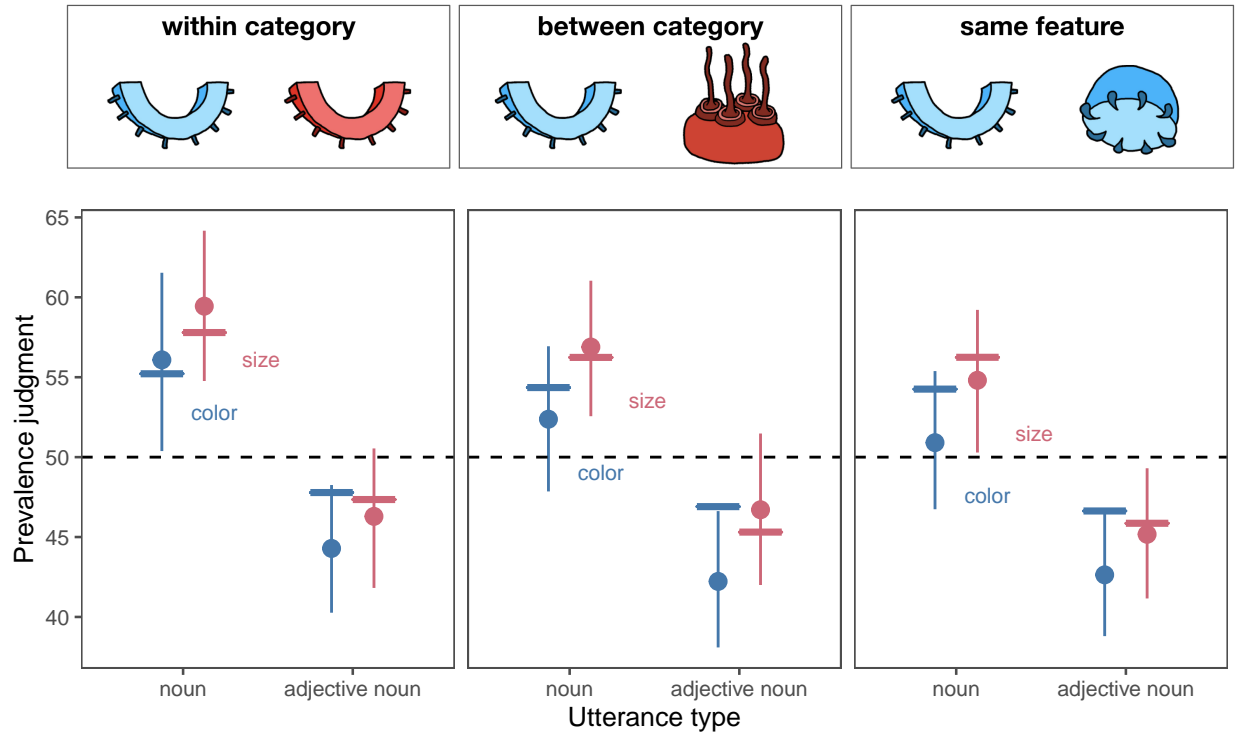 within category
between category
same feature
Prevalence judgment
65
60
55
50
45
40
size
color
size
color
size
color
noun
adjective noun
noun
adjective noun
noun
adjective noun
Utterance type